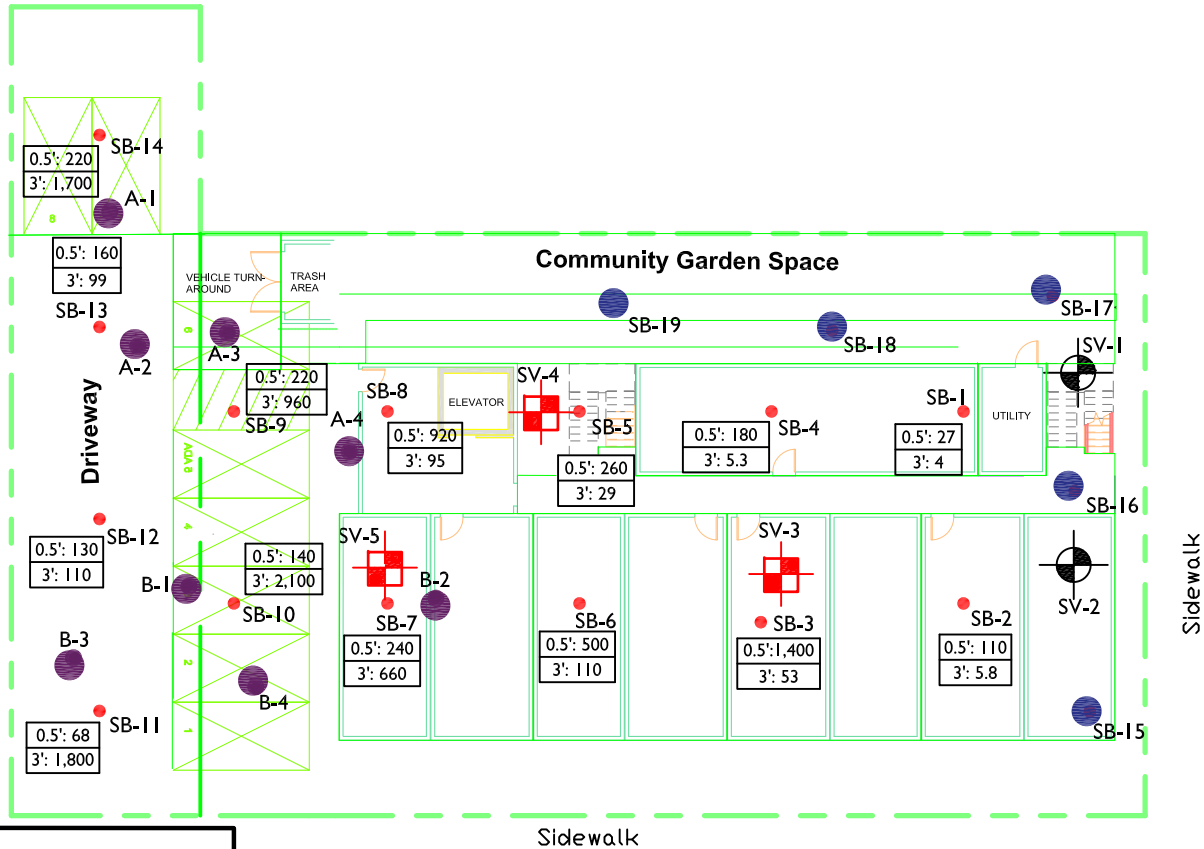 SB-14
0.5': 220
3': 1,700
A-1
8
0.5': 160
3': 99
SB-13
A-2
VEHICLE TURN-
AROUND
TRASH
AREA
Community Garden Space
SB-17
SB-19
SB-18
A-3
6
SV-1
0.5': 220
3': 960
SB-9
SB-8
ELEVATOR
SV-4
SB-5
SB-4
SB-1
UTILITY
A-4
0.5': 920
3': 95
0.5': 260
3': 29
0.5': 180
3': 5.3
0.5': 27
3': 4
Driveway
ADA 5
SB-16
SB-12
0.5': 130
3': 110
4
B-1
0.5': 140
3': 2,100
SB-10
SV-5
B-2
SV-3
SV-2
SB-7
0.5': 240
3': 660
SB-6
0.5': 500
3': 110
SB-3
0.5':1,400
3': 53
SB-2
0.5': 110
3': 5.8
B-3
2
B-4
SB-11
0.5': 68
3': 1,800
1
SB-15
Sidewalk
Sidewalk